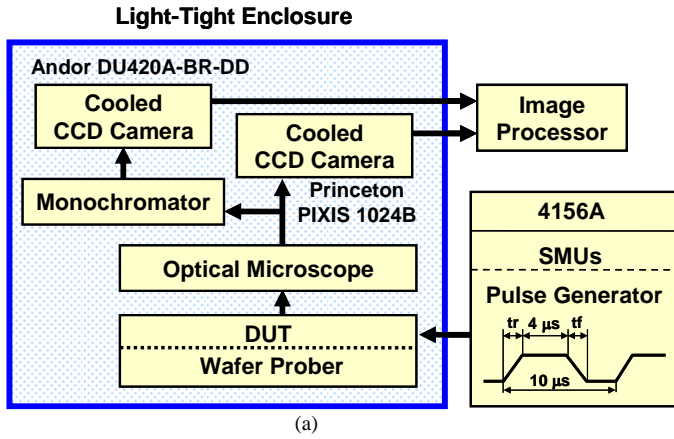 Light-Tight Enclosure
Andor DU420A-BR-DD
Cooled
CCD Camera
Cooled
CCD Camera
Image
Processor
Monochromator
Princeton
PIXIS 1024B
Optical Microscope
DUT
Wafer Prober
4156A
SMUs
Pulse Generator
tr 4 µs tf
10 µs
(a)